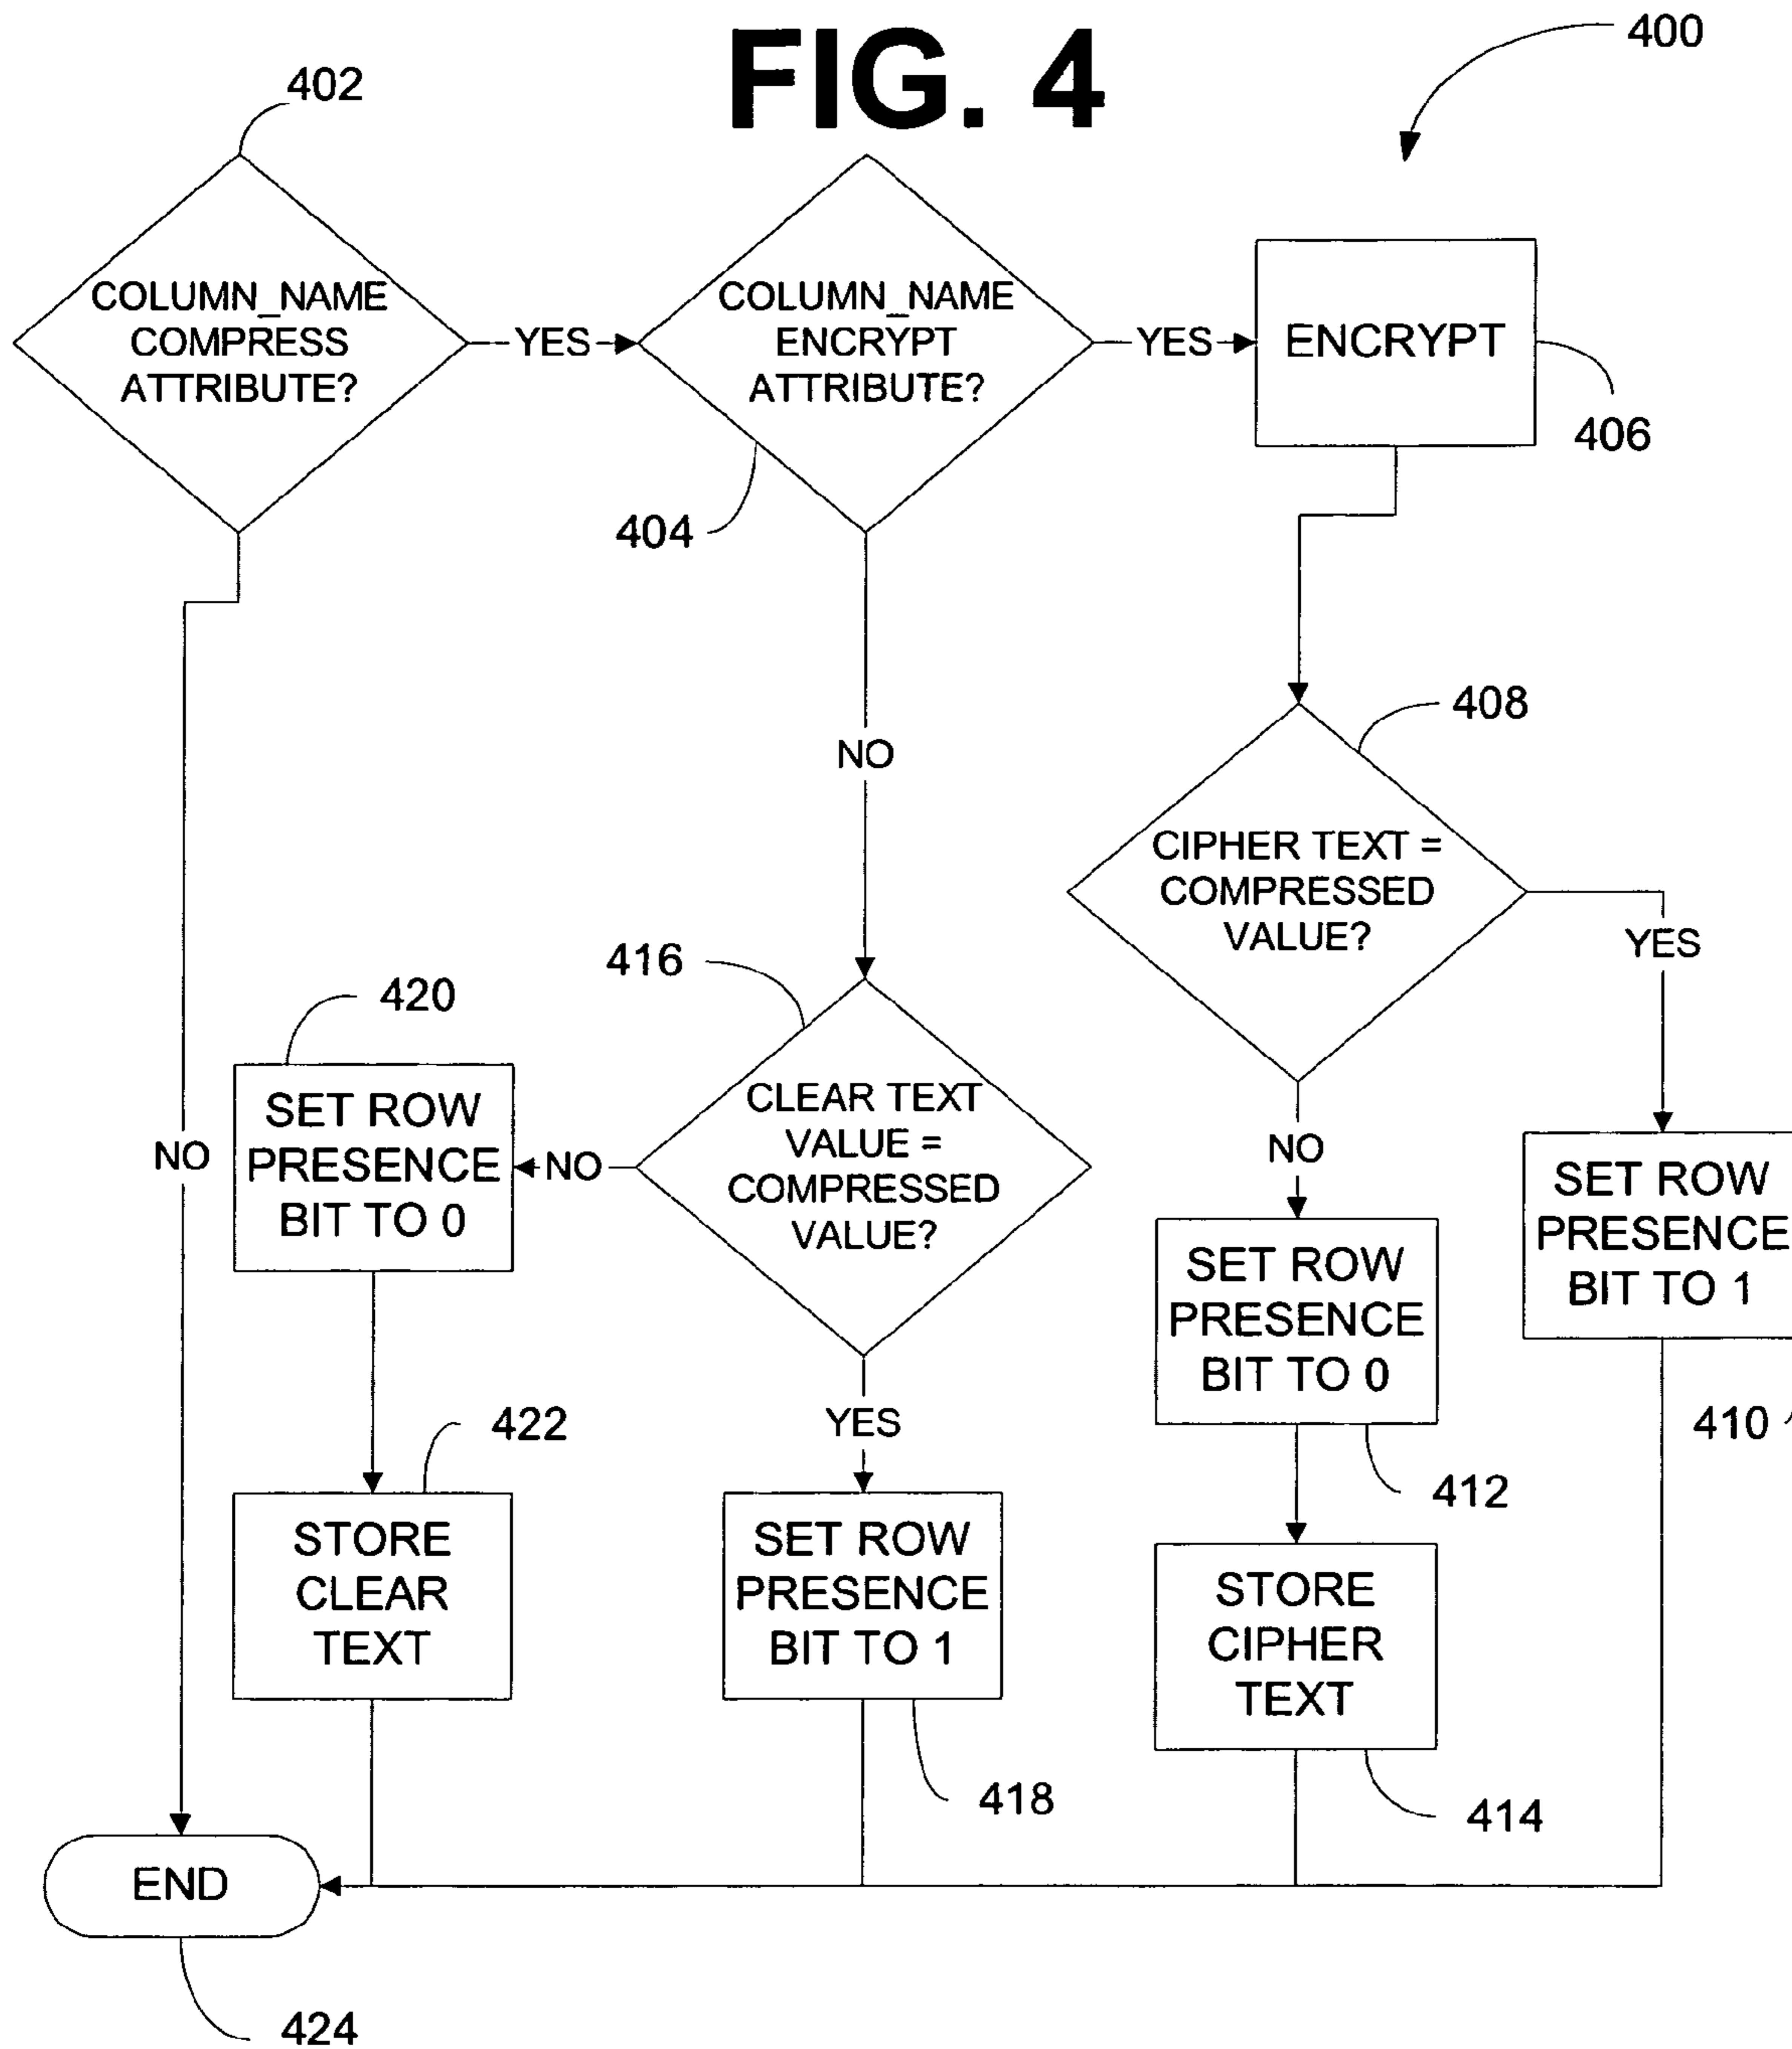 FIG. 4
400
402
COLUMN_NAME
COMPRESS
ATTRIBUTE?
YES
COLUMN_NAME
ENCRYPT
ATTRIBUTE?
YES
ENCRYPT
406
404
NO
408
CIPHER TEXT =
COMPRESSED
VALUE?
YES
416
420
CLEAR TEXT
VALUE =
COMPRESSED
VALUE?
NO
SET ROW
PRESENCE
BIT TO 0
NO
NO
SET ROW
PRESENCE
BIT TO 1
SET ROW
PRESENCE
BIT TO 0
410
422
YES
412
STORE
CLEAR
TEXT
SET ROW
PRESENCE
BIT TO 1
STORE
CIPHER
TEXT
418
414
END
424